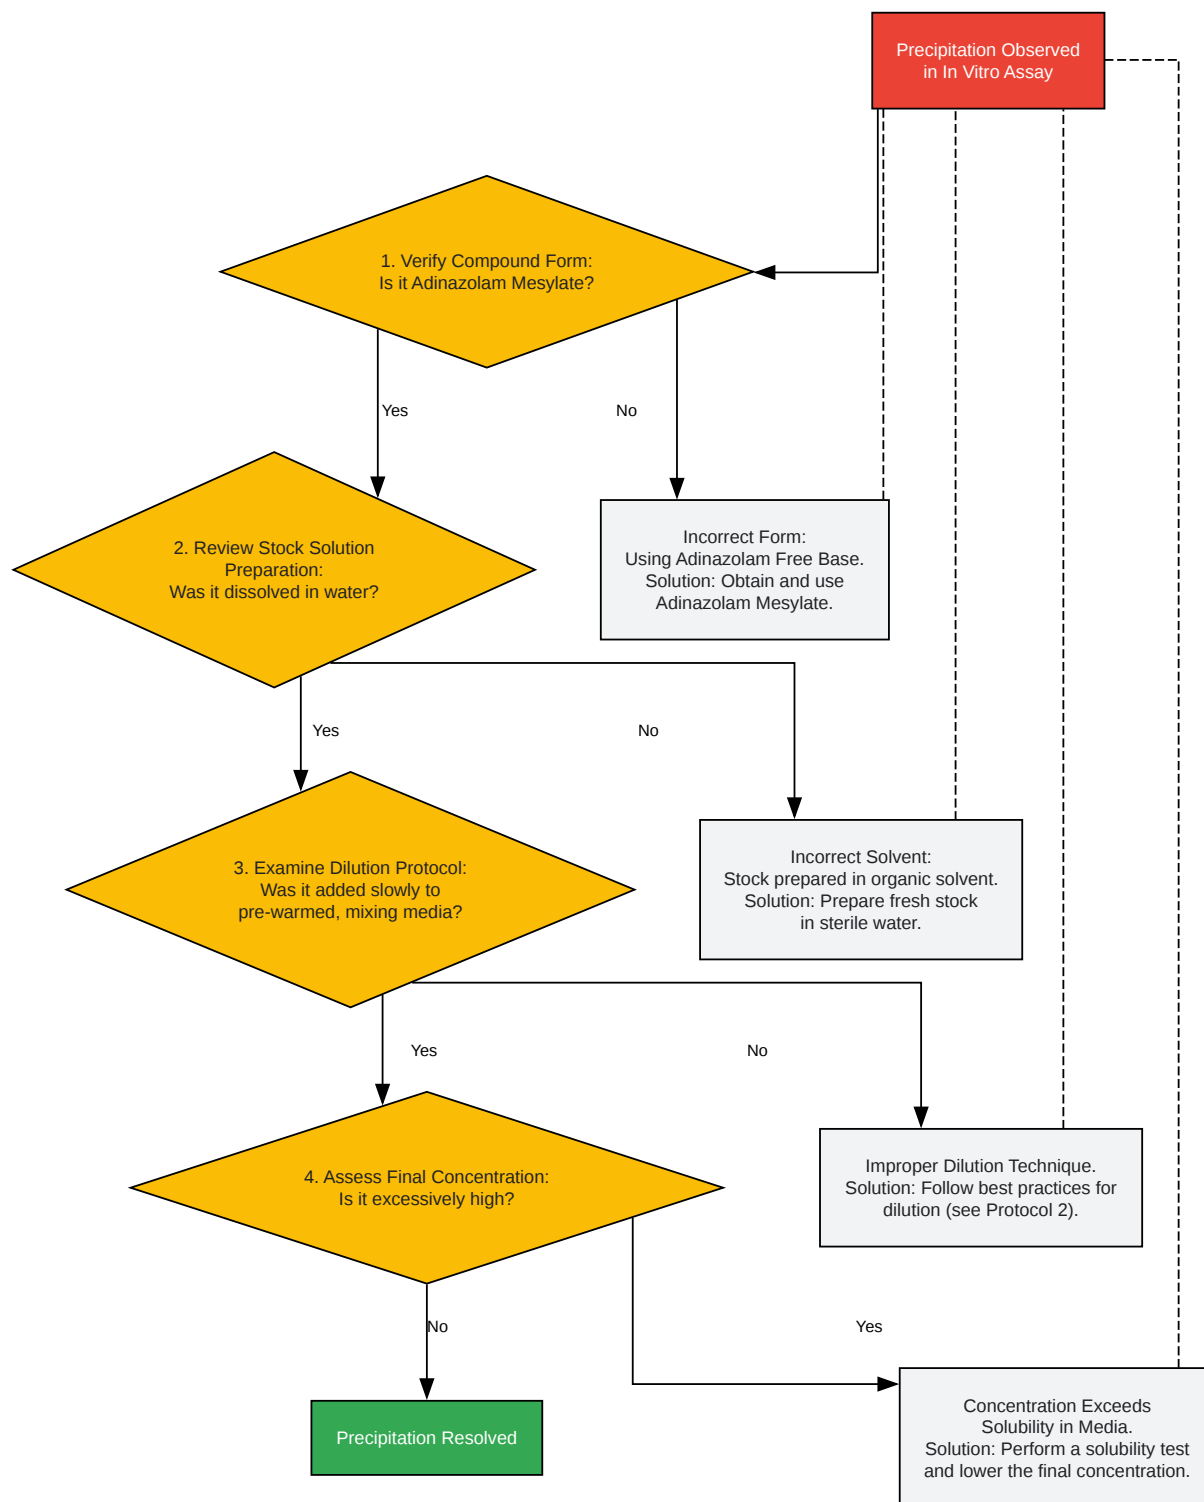 Precipitation Observed
in In Vitro Assay
1. Verify Compound Form:
Is it Adinazolam Mesylate?
Yes
No
2. Review Stock Solution
Preparation:
Was it dissolved in water?
Incorrect Form:
Using Adinazolam Free Base.
Solution: Obtain and use
Adinazolam Mesylate.
Yes
No
3. Examine Dilution Protocol:
Was it added slowly to
pre-warmed, mixing media?
Incorrect Solvent:
Stock prepared in organic solvent.
Solution: Prepare fresh stock
in sterile water.
Yes
No
4. Assess Final Concentration:
Is it excessively high?
Improper Dilution Technique.
Solution: Follow best practices for
dilution (see Protocol 2).
No
Yes
Precipitation Resolved
Concentration Exceeds
Solubility in Media.
Solution: Perform a solubility test
and lower the final concentration.